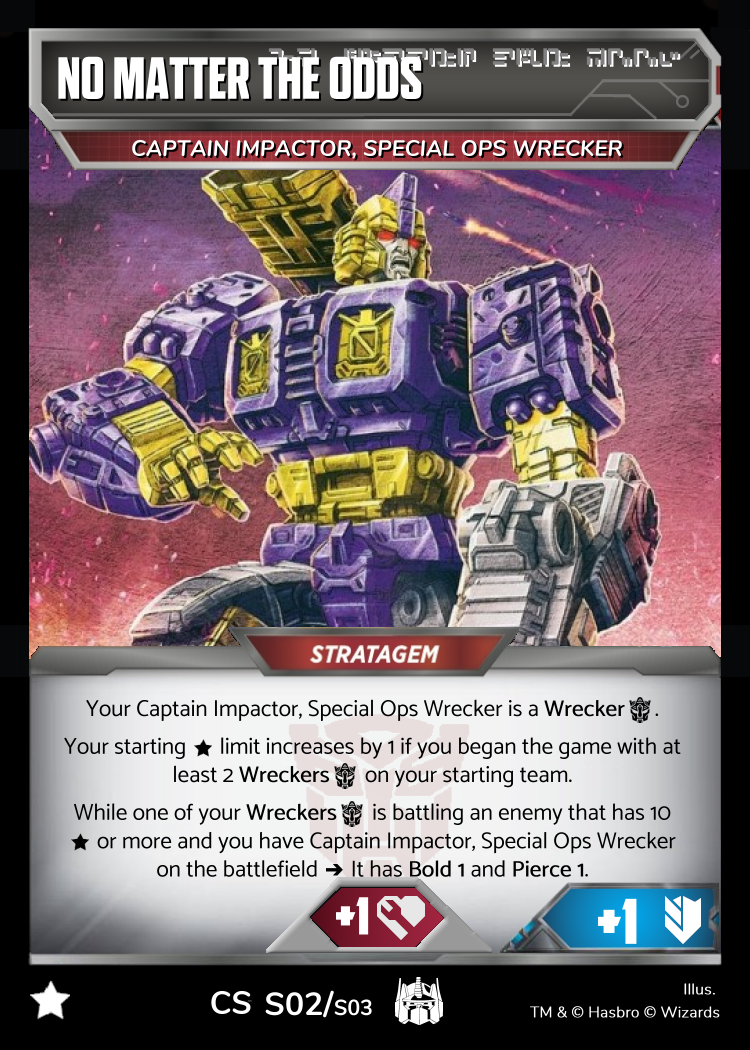 NO MATTER THE ODDS
CAPTAIN IMPACTOR, SPECIAL OPS WRECKER
STRATAGEM
Your Captain Impactor, Special Ops Wrecker is a Wrecker.
Your starting ★ limit increases by 1 if you began the game with at
least 2 Wreckers on your starting team.
While one of your Wreckers is battling an enemy that has 10
★ or more and you have Captain Impactor, Special Ops Wrecker
on the battlefield → It has Bold 1 and Pierce 1.
+1
+1
CS S02/S03
Illus.
TM & © Hasbro © Wizards